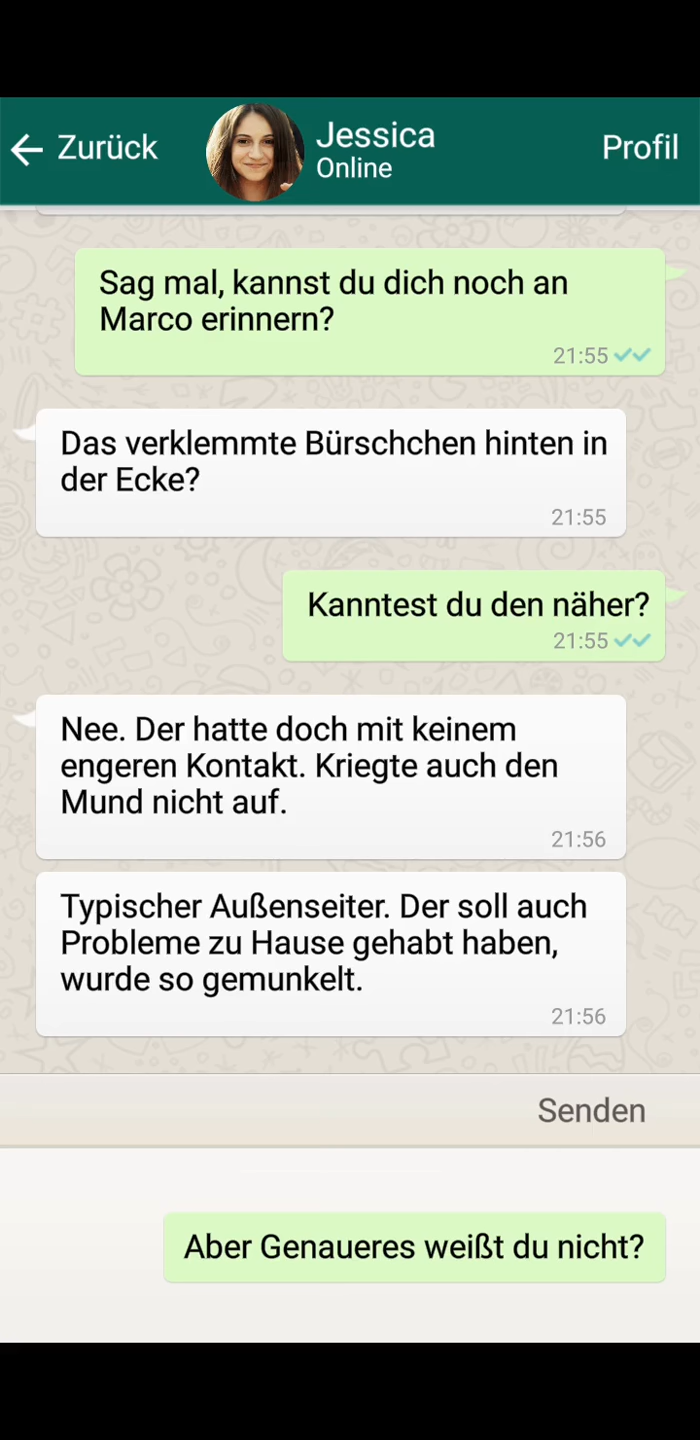 Zurück
Jessica
Online
Profil
Sag mal, kannst du dich noch an
Marco erinnern?
21:55
Das verklemmte Bürschchen hinten in
der Ecke?
21:55
Kanntest du den näher?
21:55
Nee. Der hatte doch mit keinem
engeren Kontakt. Kriegte auch den
Mund nicht auf.
21:56
Typischer Außenseiter. Der soll auch
Probleme zu Hause gehabt haben,
wurde so gemunkelt.
21:56
Senden
Aber Genaueres weißt du nicht?